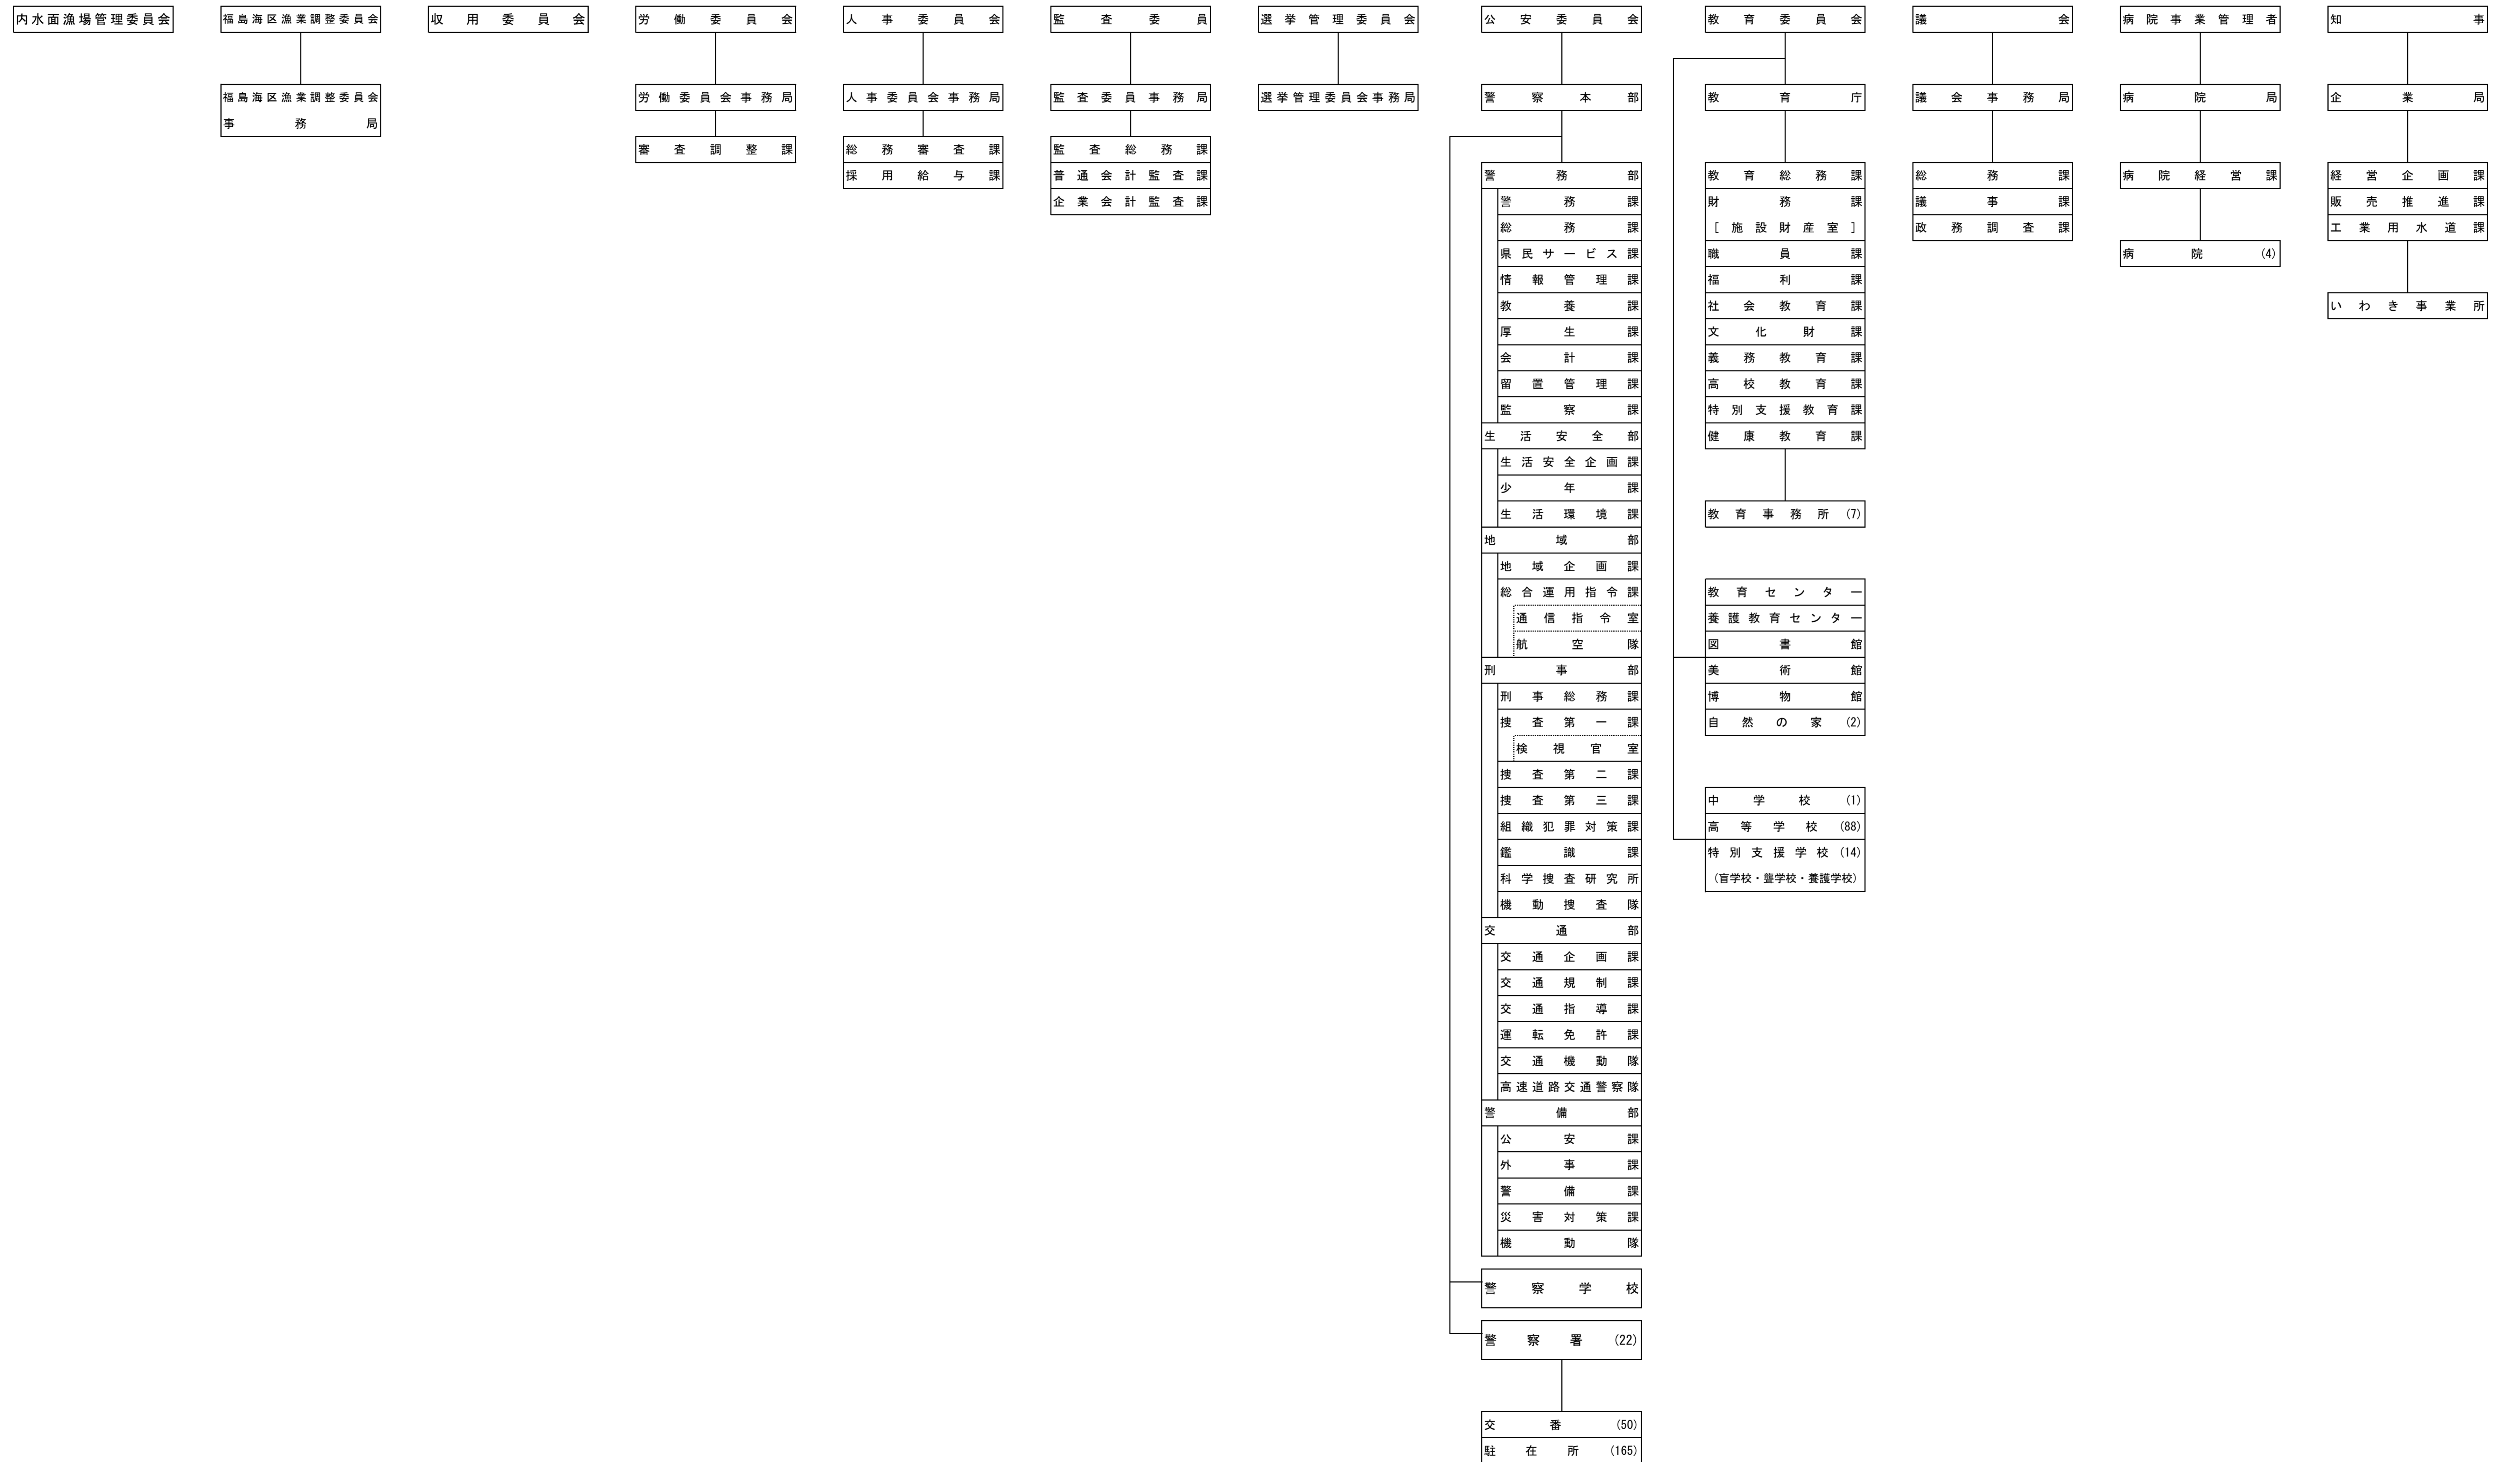 内水面漁場管理委員会
福島海区漁業調整委員会
福島海区漁業調整委員会
事務局
収用委員会
労働委員会
労働委員会事務局
審査調整課
人事委員会
人事委員会事務局
総務審査課
採用給与課
監査委員
監査委員事務局
監査総務課
普通会計監査課
企業会計監査課
選挙管理委員会
選挙管理委員会事務局
公安委員会
警察本部
警務部
警務課
総務課
県民サービス課
情報管理課
教養課
厚生課
会計課
留置管理課
監察課
生活安全部
生活安全企画課
少年課
生活環境課
地域部
地域企画課
総合運用指令課
通信指令室
航空隊
刑事部
刑事総務課
捜査第一課
検視官室
捜査第二課
捜査第三課
組織犯罪対策課
鑑識課
科学捜査研究所
機動捜査隊
交通部
交通企画課
交通規制課
交通指導課
運転免許課
交通機動隊
高速道路交通警察隊
警備部
公安課
外事課
警備課
災害対策課
機動隊
警察学校
警察署(22)
交番(50)
駐在所(165)
教育委員会
教育庁
教育総務課
財務課
［施設財産室］
職員課
福利課
社会教育課
文化財課
義務教育課
高校教育課
特別支援教育課
健康教育課
教育事務所(7)
教育センター
養護教育センター
図書館
美術館
博物館
自然の家(2)
中学校(1)
高等学校(88)
特別支援学校(14)
（盲学校・聾学校・養護学校）
議会
議会事務局
総務課
議事課
政務調査課
病院事業管理者
病院局
病院経営課
病院(4)
知事
企業局
経営企画課
販売推進課
工業用水道課
いわき事業所